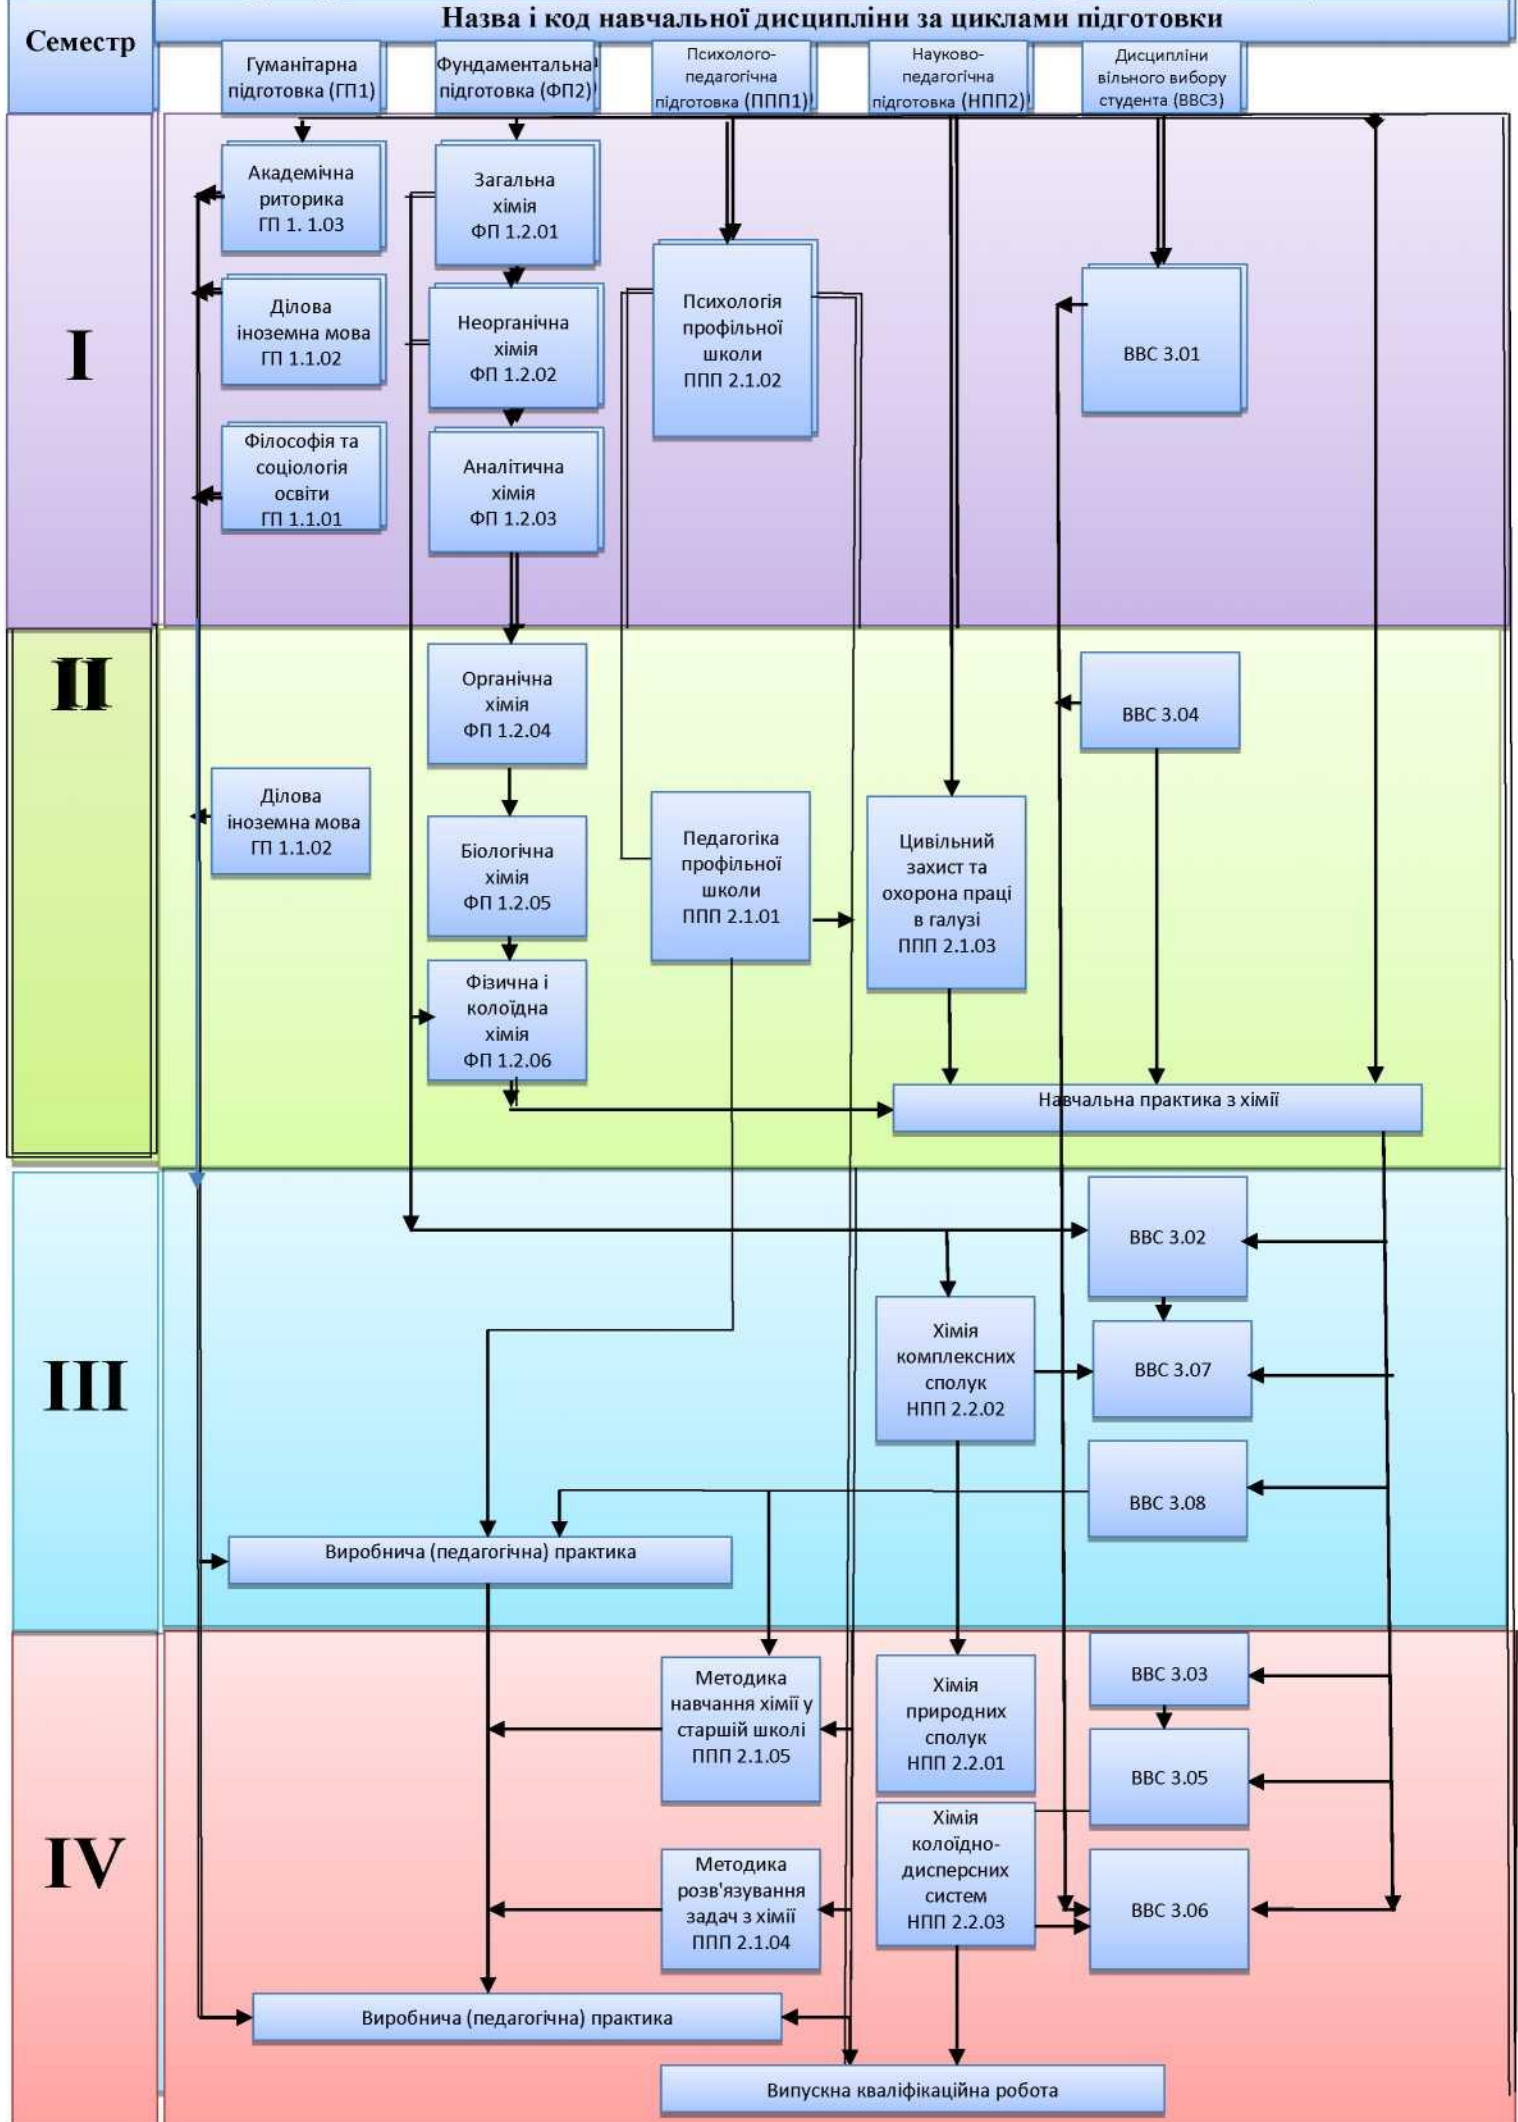 Назва і код навчальної дисципліни за циклами підготовки
Семестр
Гуманітарна
підготовка (ГП1)
Фундаментальна
підготовка (ФП2)
Психолого-
педагогічна
підготовка (ППП1)
Науково-
педагогічна
підготовка (НПП2)
Дисципліни
вільного вибору
студента (ВВС3)
I
Академічна
риторика
ГП 1. 1.03
Загальна
хімія
ФП 1.2.01
Ділова
іноземна мова
ГП 1.1.02
Неорганічна
хімія
ФП 1.2.02
Психологія
профільної
школи
ППП 2.1.02
ВВС 3.01
Філософія та
соціологія
освіти
ГП 1.1.01
Аналітична
хімія
ФП 1.2.03
II
Органічна
хімія
ФП 1.2.04
ВВС 3.04
Ділова
іноземна мова
ГП 1.1.02
Біологічна
хімія
ФП 1.2.05
Педагогіка
профільної
школи
ППП 2.1.01
Цивільний
захист та
охорона праці
в галузі
ППП 2.1.03
Фізична і
колоїдна
хімія
ФП 1.2.06
Навчальна практика з хімії
III
ВВС 3.02
Хімія
комплексних
сполук
НПП 2.2.02
ВВС 3.07
ВВС 3.08
Виробнича (педагогічна) практика
IV
Методика
навчання хімії у
старшій школі
ППП 2.1.05
Хімія
природних
сполук
НПП 2.2.01
ВВС 3.03
ВВС 3.05
Методика
розв'язування
задач з хімії
ППП 2.1.04
Хімія
колоїдно-
дисперсних
систем
НПП 2.2.03
ВВС 3.06
Виробнича (педагогічна) практика
Випускна кваліфікаційна робота